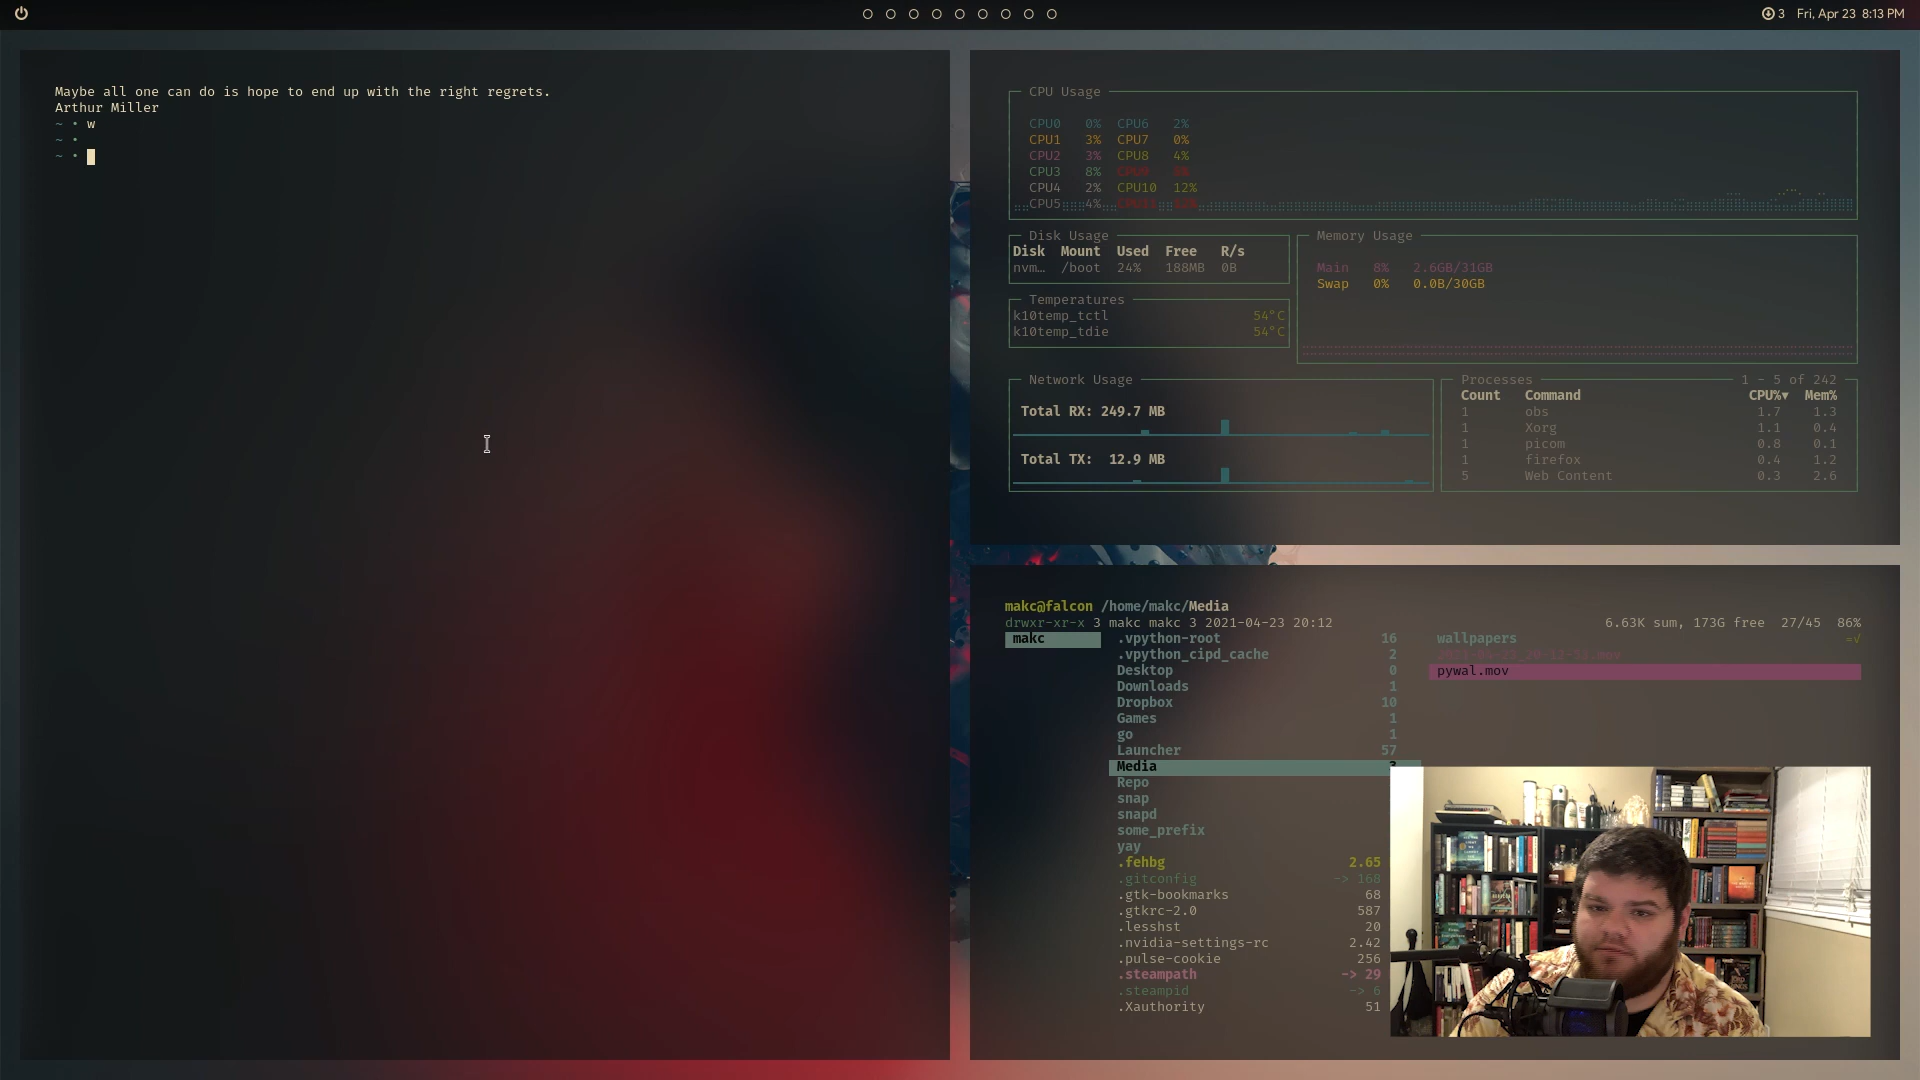 3 Fri, Apr 23 8:13 PM
Maybe all one can do is hope to end up with the right regrets.
Arthur Miller
~ • w
~ •
~ •
CPU Usage
CPU0 0% CPU6 2%
CPU1 3% CPU7 0%
CPU2 3% CPU8 4%
CPU3 8% CPU9
CPU4 2% CPU10 12%
CPU5 4% CPU11
Disk Usage
Disk Mount Used Free R/s
nvm… /boot 24% 188MB 0B
Temperatures
k10temp_tctl 54°C
k10temp_tdie 54°C
Memory Usage
Main 8% 2.6GB/31GB
Swap 0% 0.0B/30GB
Network Usage
Total RX: 249.7 MB
Total TX: 12.9 MB
Processes 1 - 5 of 242
Count Command CPU%▼ Mem%
1 obs 1.7 1.3
1 Xorg 1.1 0.4
1 picom 0.8 0.1
1 firefox 0.4 1.2
5 Web Content 0.3 2.6
makc@falcon /home/makc/Media
drwxr-xr-x 3 makc makc 3 2021-04-23 20:12 6.63K sum, 173G free 27/45 86%
makc
.vpython-root 16
.vpython_cipd_cache 2
Desktop 0
Downloads 1
Dropbox 10
Games 1
go 1
Launcher 57
Media 3
Repo
snap
snapd
some_prefix
yay
.fehbg 2.65
.gitconfig -> 168
.gtk-bookmarks 68
.gtkrc-2.0 587
.lesshst 20
.nvidia-settings-rc 2.42
.pulse-cookie 256
.steampath -> 29
.steampid -> 6
.Xauthority 51
wallpapers =√
pywal.mov